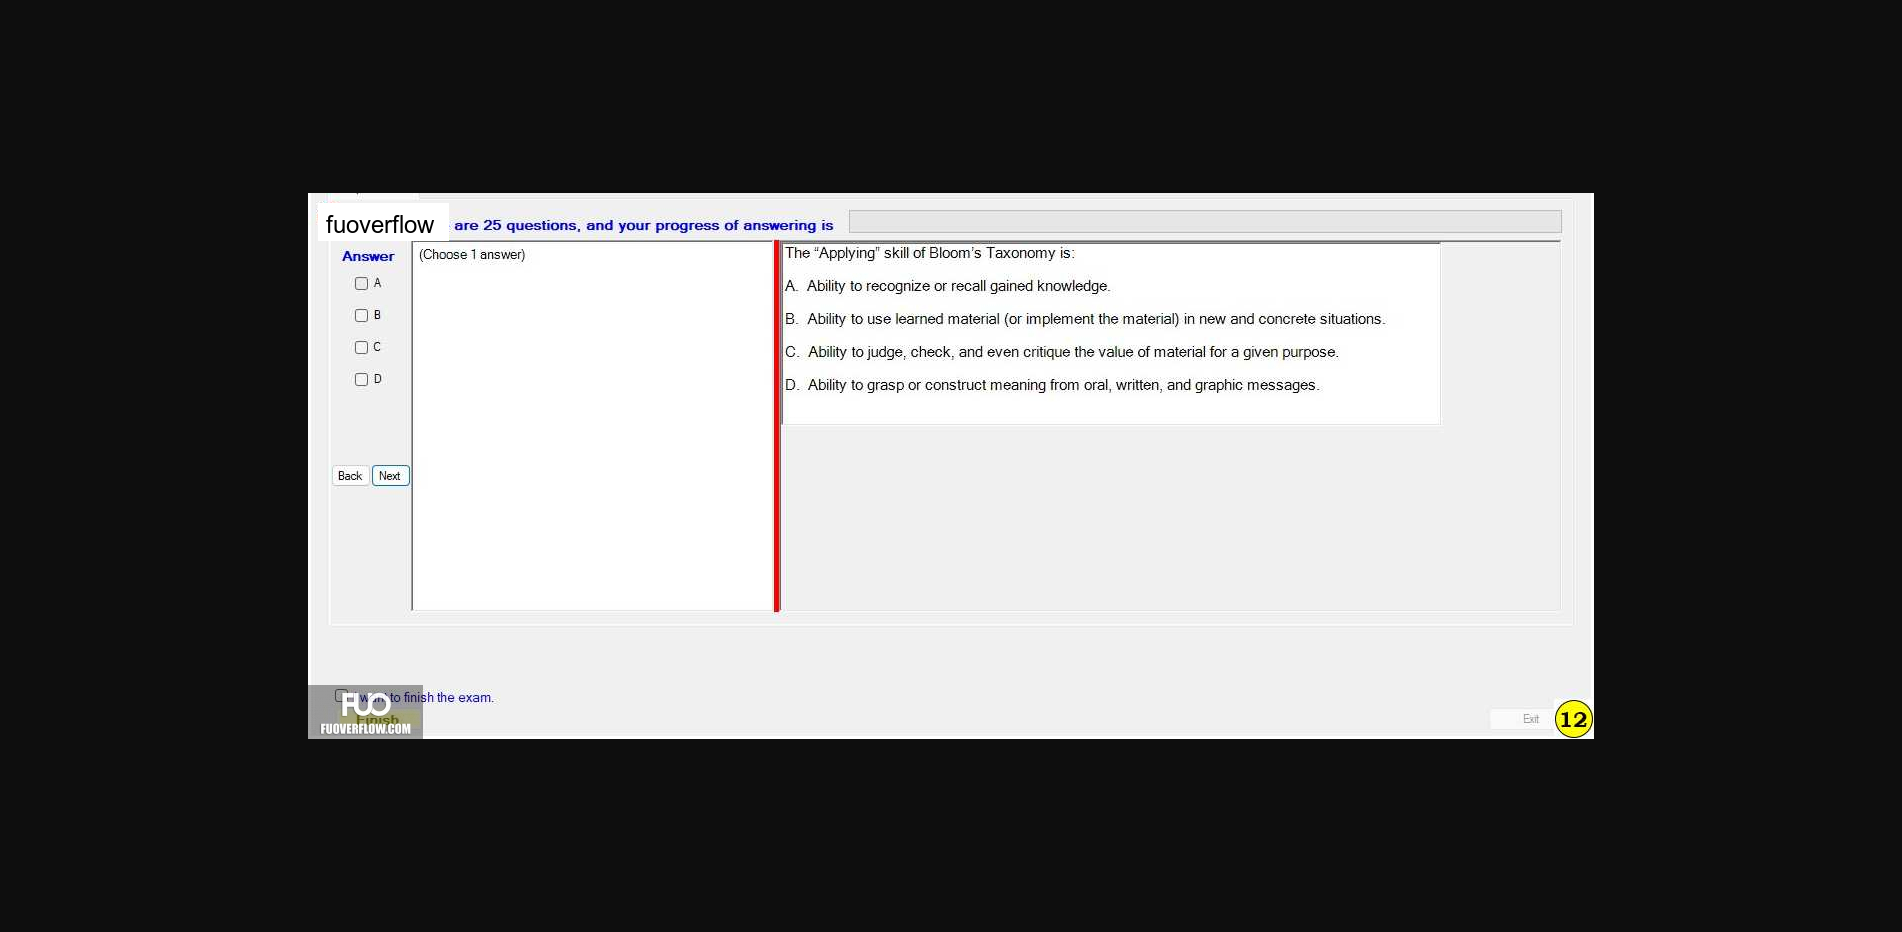 fuoverflow are 25 questions, and your progress of answering is
Answer
(Choose 1 answer)
A
B
C
D
Back Next
The “Applying” skill of Bloom’s Taxonomy is:
A. Ability to recognize or recall gained knowledge.
B. Ability to use learned material (or implement the material) in new and concrete situations.
C. Ability to judge, check, and even critique the value of material for a given purpose.
D. Ability to grasp or construct meaning from oral, written, and graphic messages.
I want to finish the exam.
FUO
Finish
FUOVERFLOW.COM
Exit
12